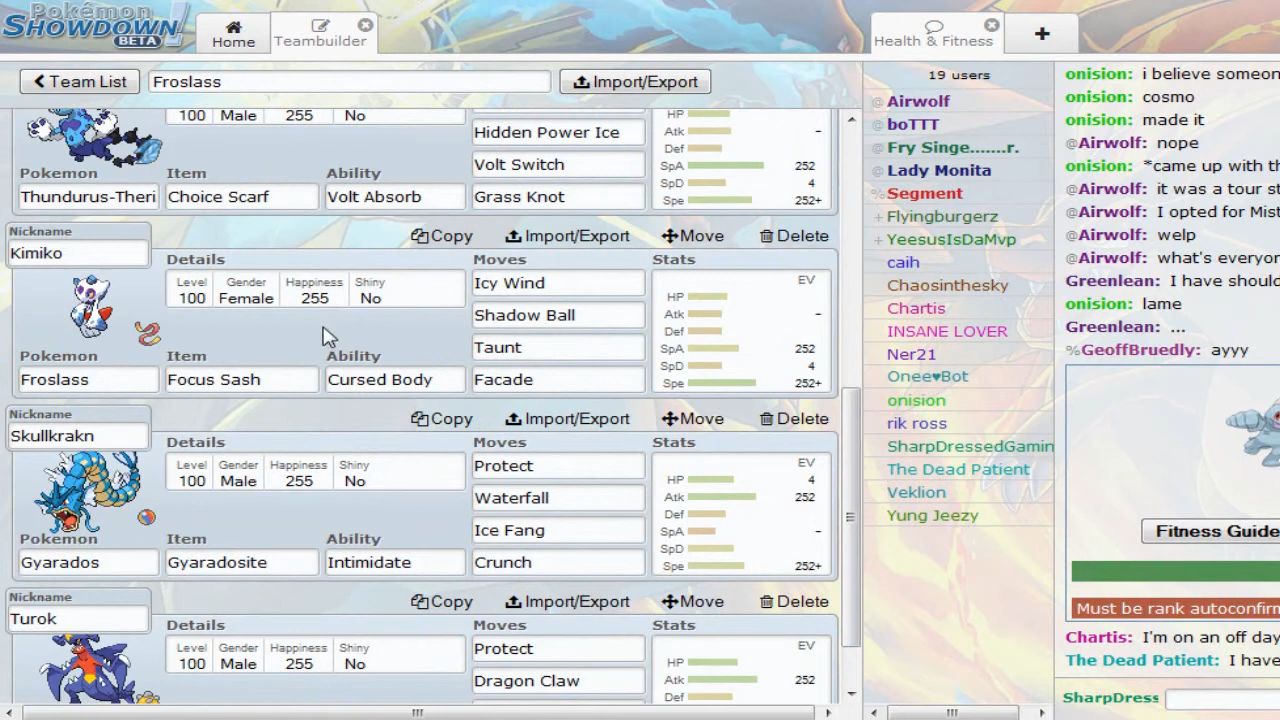 Pokémon
SHOWDOWN!
BETA
Home
Teambuilder
Health & Fitness
+
Team List
Froslass
Import/Export
100 Male 255 No
Hidden Power Ice
Volt Switch
Pokemon Item Ability
Thundurus-Theri Choice Scarf Volt Absorb Grass Knot
HP
Atk -
Def
SpA 252
SpD 4
Spe 252+
Nickname
Kimiko
Copy Import/Export Move Delete
Details Moves Stats
Level Gender Happiness Shiny
100 Female 255 No
Icy Wind
Shadow Ball
Taunt
Pokemon Item Ability
Froslass Focus Sash Cursed Body Facade
EV
HP
Atk -
Def
SpA 252
SpD 4
Spe 252+
Nickname
Skullkrakn
Copy Import/Export Move Delete
Details Moves Stats
Level Gender Happiness Shiny
100 Male 255 No
Protect
Waterfall
Ice Fang
Pokemon Item Ability
Gyarados Gyaradosite Intimidate Crunch
EV
HP 4
Atk 252
Def
SpA -
SpD
Spe 252+
Nickname
Turok
Copy Import/Export Move Delete
Details Moves Stats
Level Gender Happiness Shiny
100 Male 255 No
Protect
Dragon Claw
EV
HP
Atk 252
Def
19 users
@Airwolf
@boTTT
@Fry Singe.......r.
@Lady Monita
%Segment
+Flyingburgerz
+YeesusIsDaMvp
caih
Chaosinthesky
Chartis
INSANE LOVER
Ner21
Onee♥Bot
onision
rik ross
SharpDressedGamin
The Dead Patient
Veklion
Yung Jeezy
onision: i believe someon
onision: cosmo
onision: made it
@Airwolf: nope
onision: *came up with th
@Airwolf: it was a tour st
@Airwolf: I opted for Mist
@Airwolf: welp
@Airwolf: what's everyon
Greenlean: I have should
onision: lame
Greenlean: ...
%GeoffBruedly: ayyy
Fitness Guide
Must be rank autoconfirm
Chartis: I'm on an off day
The Dead Patient: I have
SharpDress